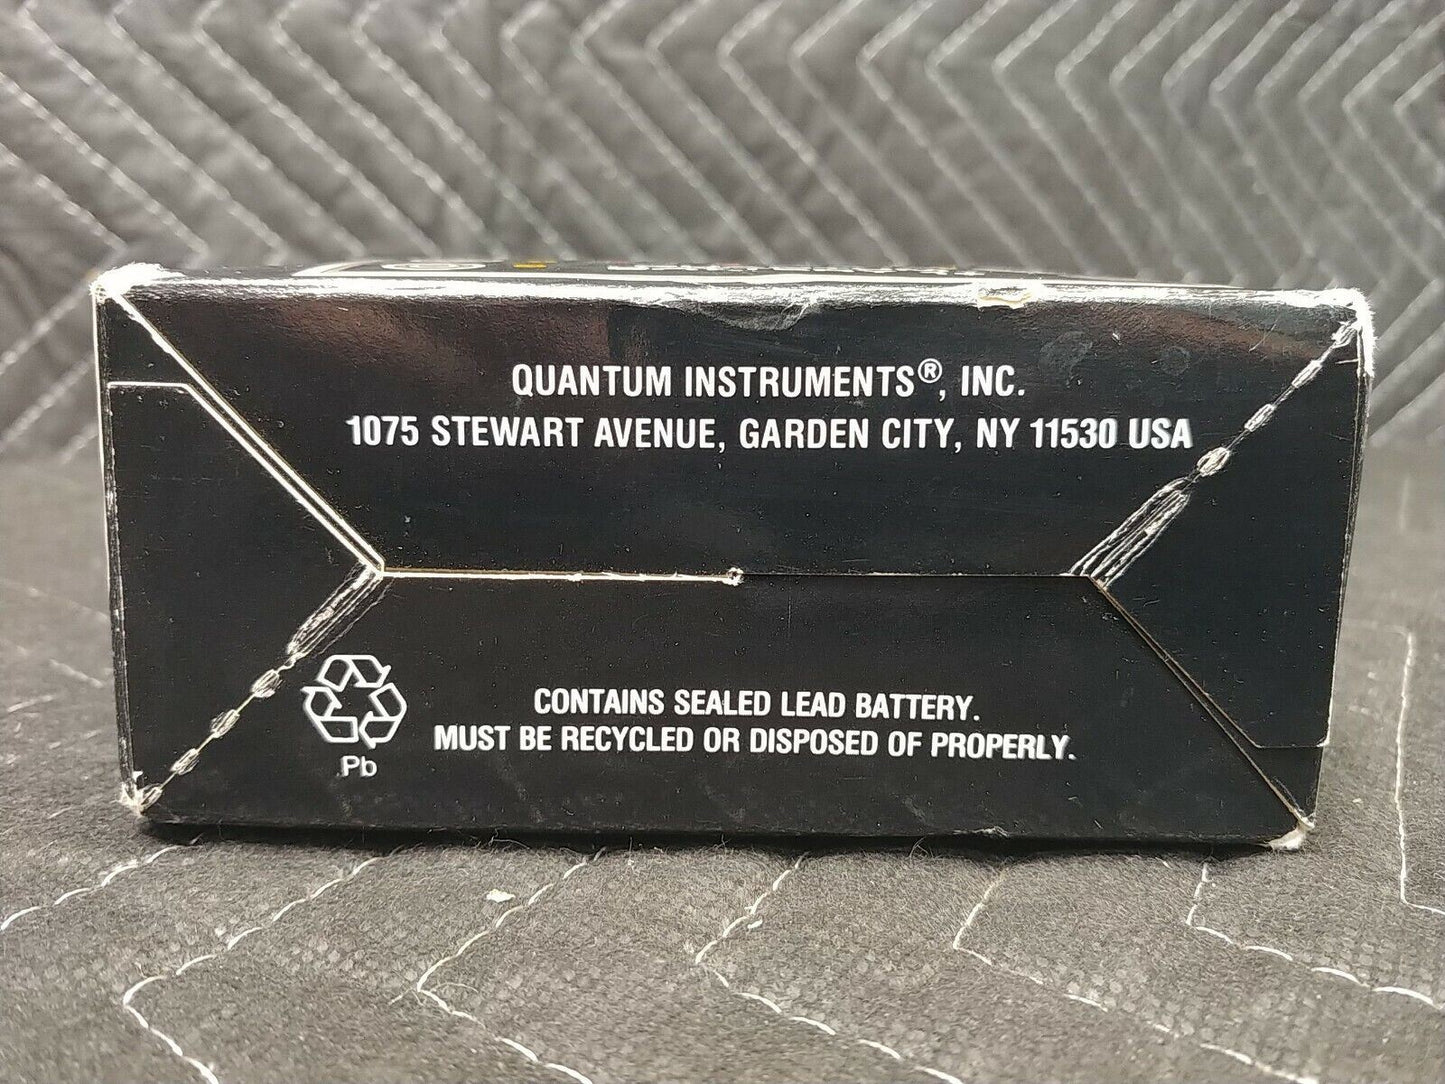 QUANTUM INSTRUMENTS®, INC.
1075 STEWART AVENUE, GARDEN CITY, NY 11530 USA
CONTAINS SEALED LEAD BATTERY.
MUST BE RECYCLED OR DISPOSED OF PROPERLY.
Pb